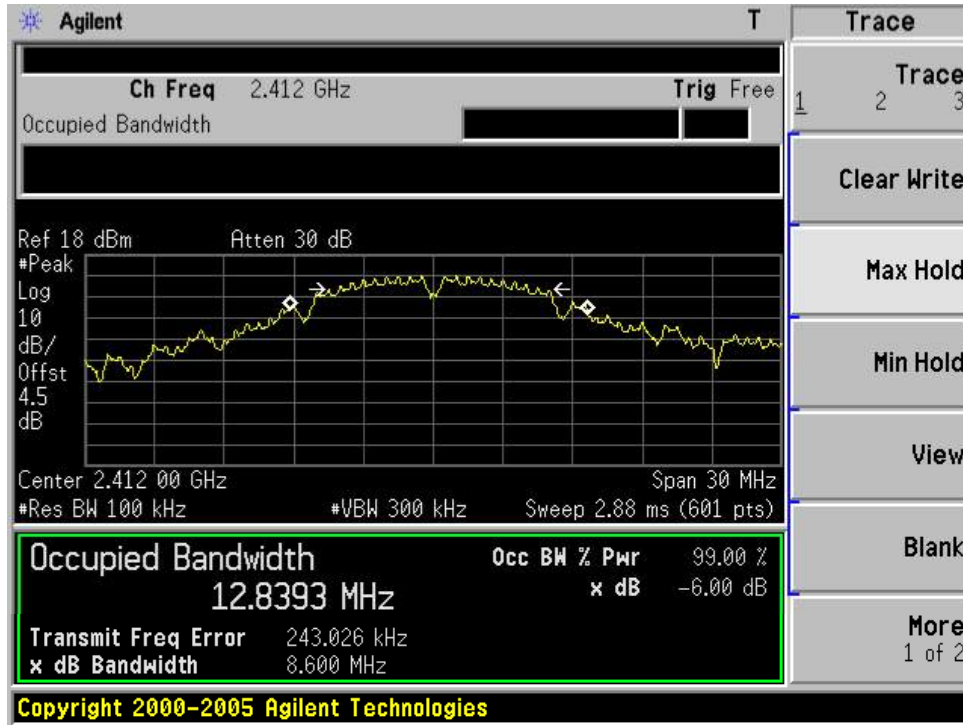 Agilent T Trace
Ch Freq 2.412 GHz Trig Free
Occupied Bandwidth
Trace
1 2 3
Clear Write
Max Hold
Min Hold
View
Blank
More
1 of 2
Ref 18 dBm Atten 30 dB
#Peak
Log
10
dB/
Offst
4.5
dB
Center 2.412 00 GHz Span 30 MHz
#Res BW 100 kHz #VBW 300 kHz Sweep 2.88 ms (601 pts)
Occupied Bandwidth
12.8393 MHz
Occ BW % Pwr 99.00 %
x dB -6.00 dB
Transmit Freq Error 243.026 kHz
x dB Bandwidth 8.600 MHz
Copyright 2000-2005 Agilent Technologies